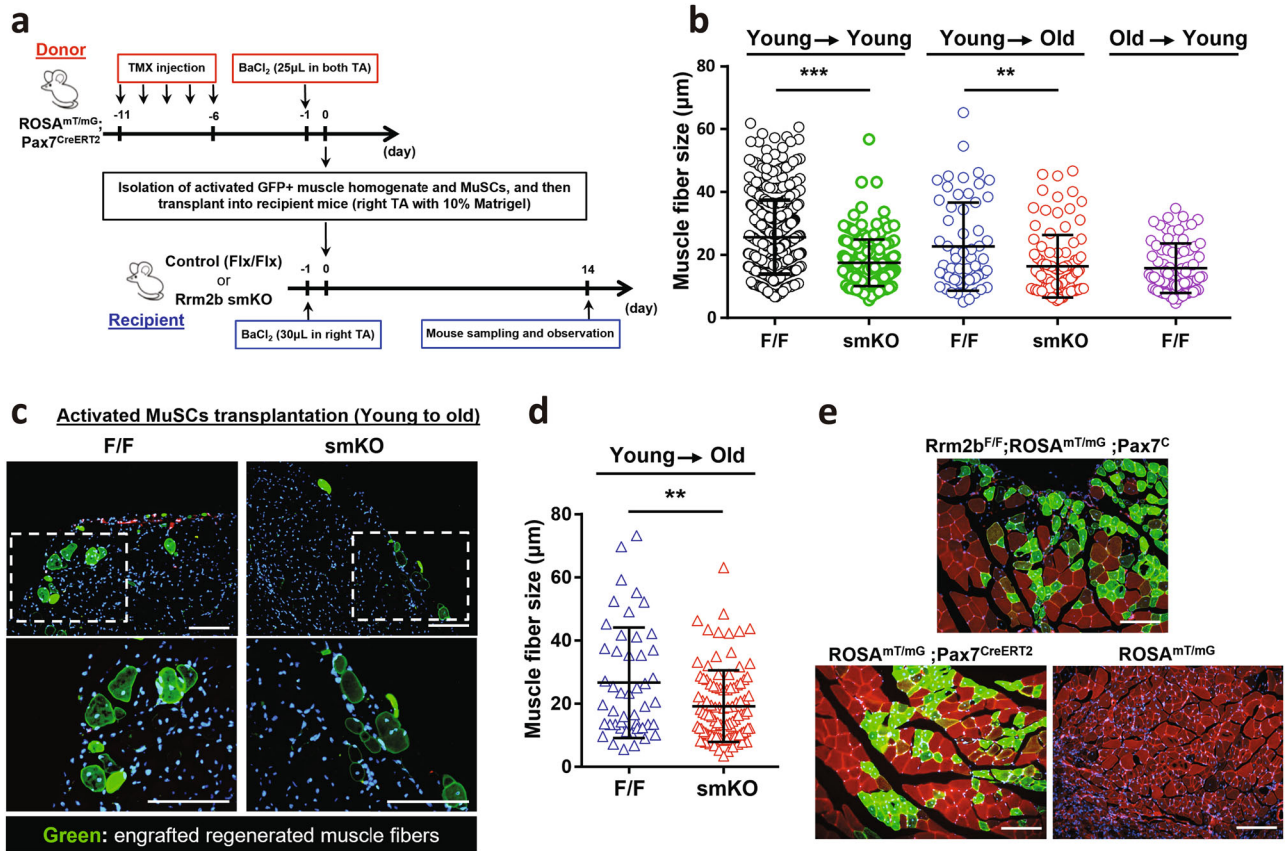 a
Donor
TMX injection
BaCl2 (25μL in both TA)
-11
-6
-1
0
ROSAmT/mG;
Pax7CreERT2
(day)
Isolation of activated GFP+ muscle homogenate and MuSCs, and then
transplant into recipient mice (right TA with 10% Matrigel)
Control (Flx/Flx)
or
Rrm2b smKO
-1
0
14
(day)
Recipient
BaCl2 (30μL in right TA)
Mouse sampling and observation
b
Young → Young
Young → Old
Old → Young
***
**
Muscle fiber size (μm)
80
60
40
20
0
F/F
smKO
F/F
smKO
F/F
c
Activated MuSCs transplantation (Young to old)
F/F
smKO
Green: engrafted regenerated muscle fibers
d
Young → Old
**
Muscle fiber size (μm)
80
60
40
20
0
F/F
smKO
e
Rrm2bF/F;ROSAmT/mG ;Pax7C
ROSAmT/mG ;Pax7CreERT2
ROSAmT/mG